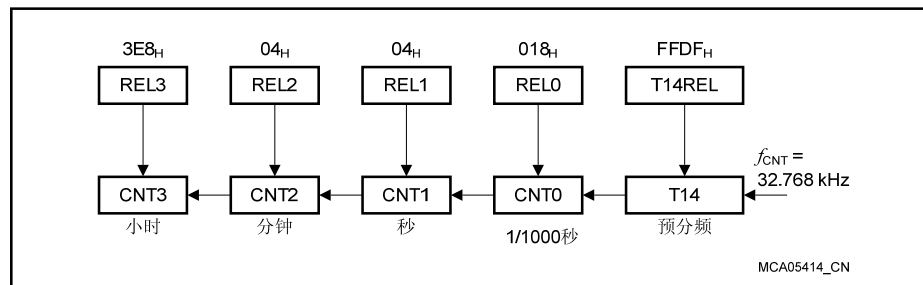 3E8H 04H 04H 018H FFDFH
REL3 REL2 REL1 REL0 T14REL
fCNT =
32.768 kHz
CNT3 CNT2 CNT1 CNT0 T14
小时 分钟 秒 1/1000秒 预分频
MCA05414_CN